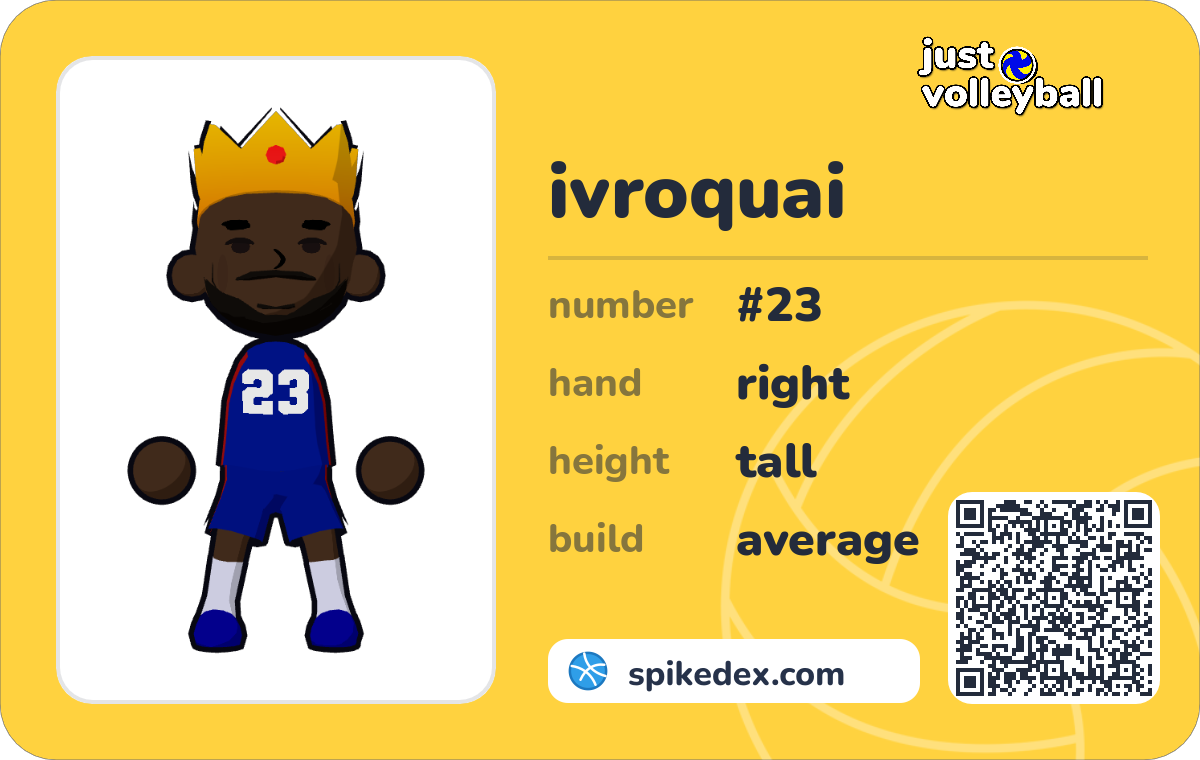 just
volleyball
ivroquai
number #23
hand right
height tall
build average
23
spikedex.com